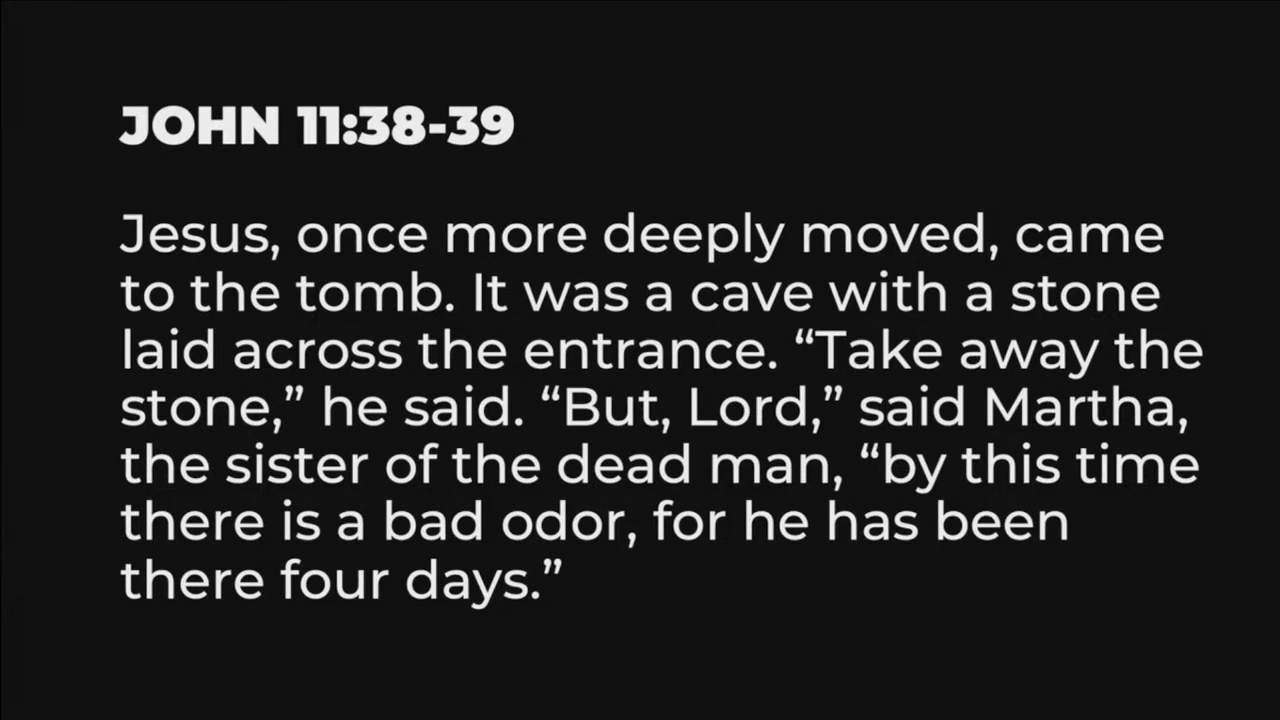 JOHN 11:38-39
Jesus, once more deeply moved, came
to the tomb. It was a cave with a stone
laid across the entrance. “Take away the
stone,” he said. “But, Lord,” said Martha,
the sister of the dead man, “by this time
there is a bad odor, for he has been
there four days.”